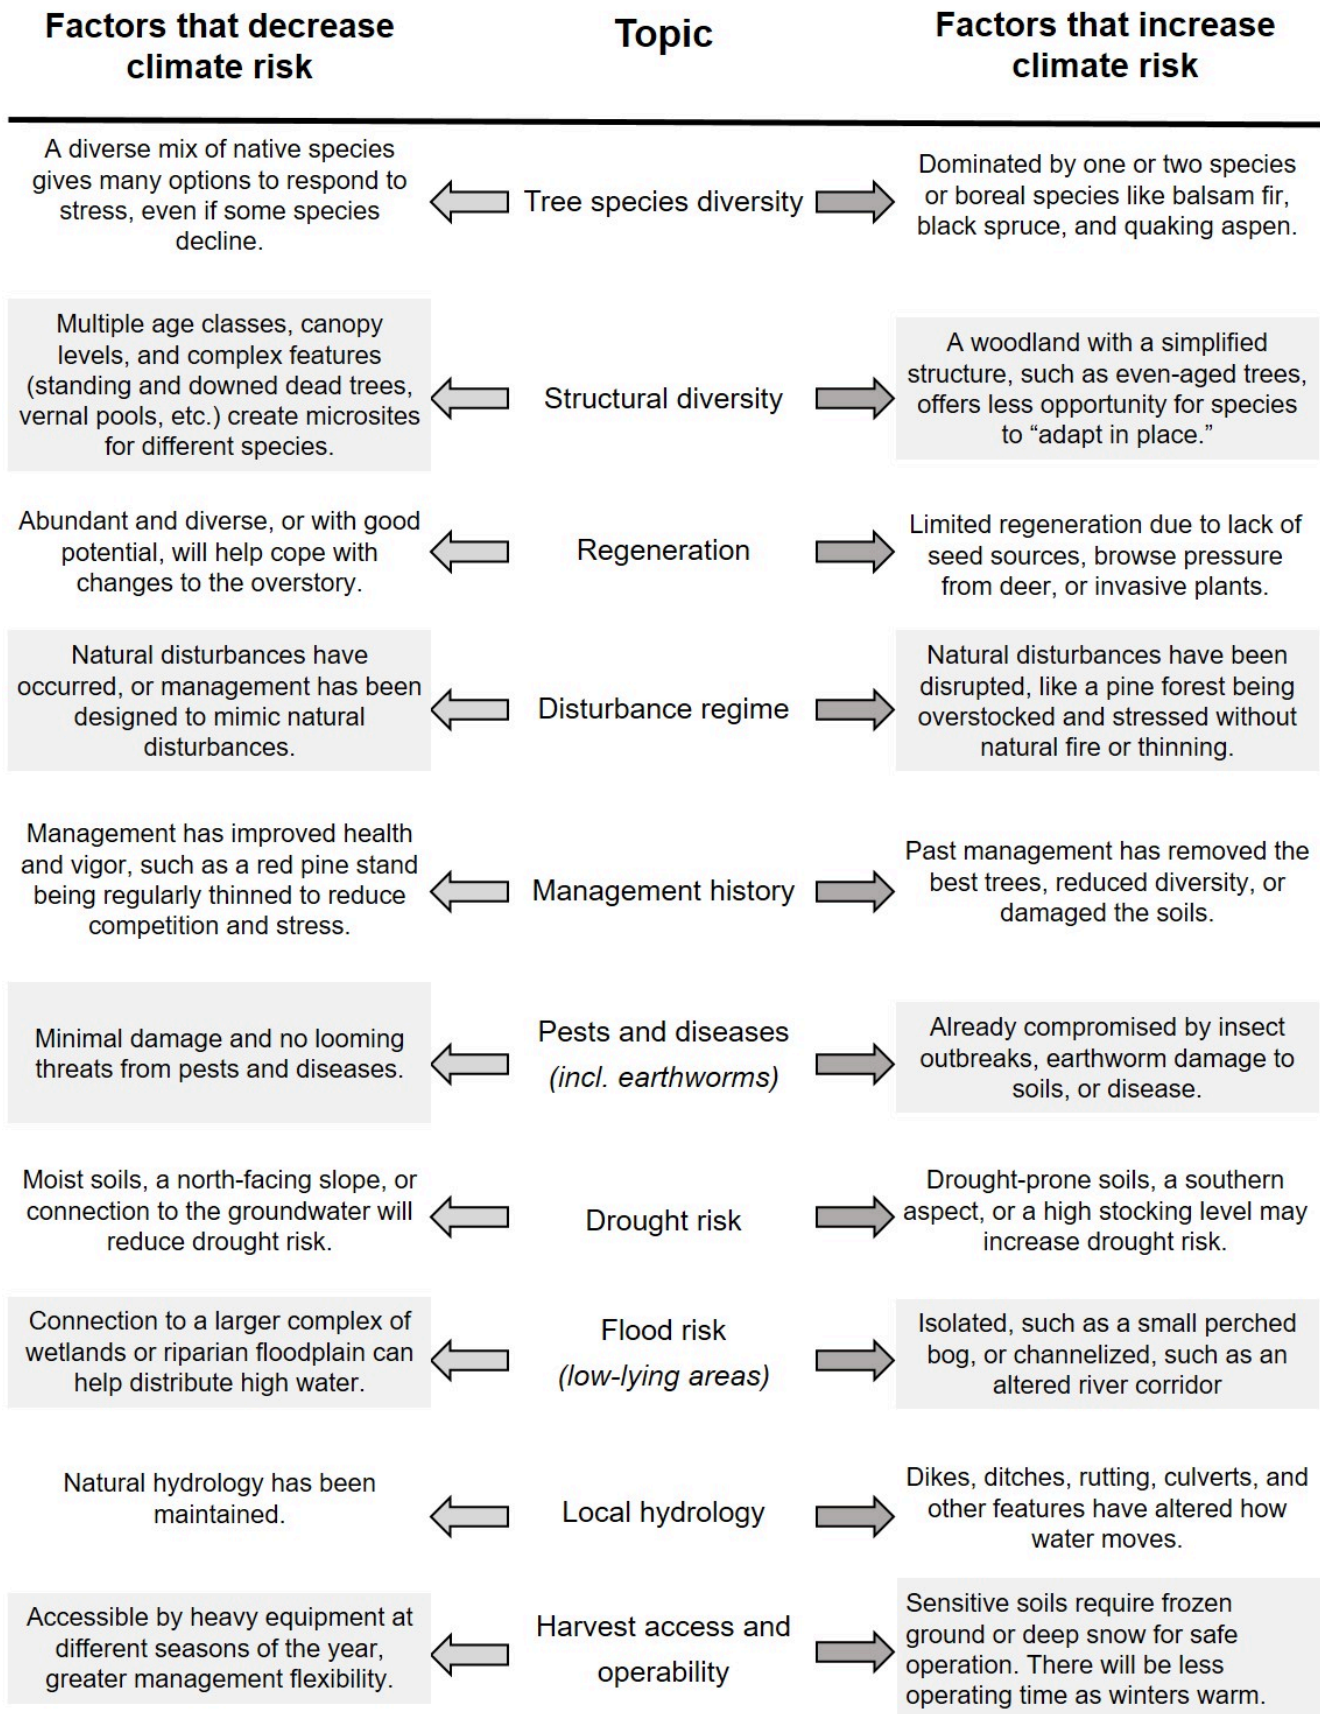 Factors that decrease
climate risk
Topic
Factors that increase
climate risk
A diverse mix of native species
gives many options to respond to
stress, even if some species
decline.
Tree species diversity
Dominated by one or two species
or boreal species like balsam fir,
black spruce, and quaking aspen.
Multiple age classes, canopy
levels, and complex features
(standing and downed dead trees,
vernal pools, etc.) create microsites
for different species.
Structural diversity
A woodland with a simplified
structure, such as even-aged trees,
offers less opportunity for species
to “adapt in place.”
Abundant and diverse, or with good
potential, will help cope with
changes to the overstory.
Regeneration
Limited regeneration due to lack of
seed sources, browse pressure
from deer, or invasive plants.
Natural disturbances have
occurred, or management has been
designed to mimic natural
disturbances.
Disturbance regime
Natural disturbances have been
disrupted, like a pine forest being
overstocked and stressed without
natural fire or thinning.
Management has improved health
and vigor, such as a red pine stand
being regularly thinned to reduce
competition and stress.
Management history
Past management has removed the
best trees, reduced diversity, or
damaged the soils.
Minimal damage and no looming
threats from pests and diseases.
Pests and diseases
(incl. earthworms)
Already compromised by insect
outbreaks, earthworm damage to
soils, or disease.
Moist soils, a north-facing slope, or
connection to the groundwater will
reduce drought risk.
Drought risk
Drought-prone soils, a southern
aspect, or a high stocking level may
increase drought risk.
Connection to a larger complex of
wetlands or riparian floodplain can
help distribute high water.
Flood risk
(low-lying areas)
Isolated, such as a small perched
bog, or channelized, such as an
altered river corridor
Natural hydrology has been
maintained.
Local hydrology
Dikes, ditches, rutting, culverts, and
other features have altered how
water moves.
Accessible by heavy equipment at
different seasons of the year,
greater management flexibility.
Harvest access and
operability
Sensitive soils require frozen
ground or deep snow for safe
operation. There will be less
operating time as winters warm.